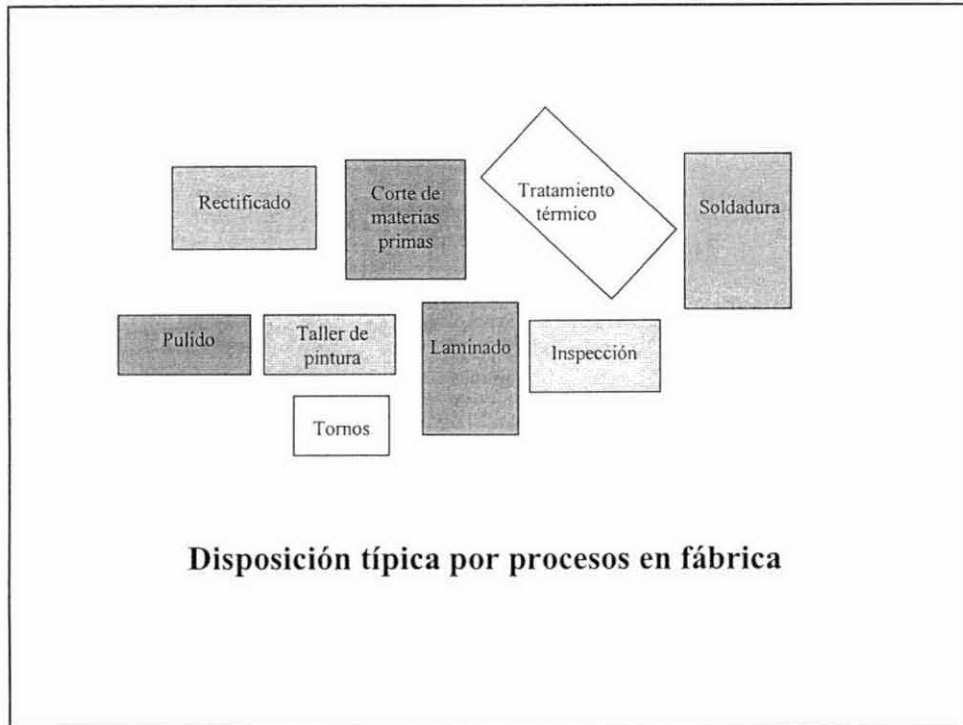 Rectificado
Corte de
materias
primas
Tratamiento
térmico
Soldadura
Pulido
Taller de
pintura
Laminado
Inspección
Tornos
Disposición típica por procesos en fábrica